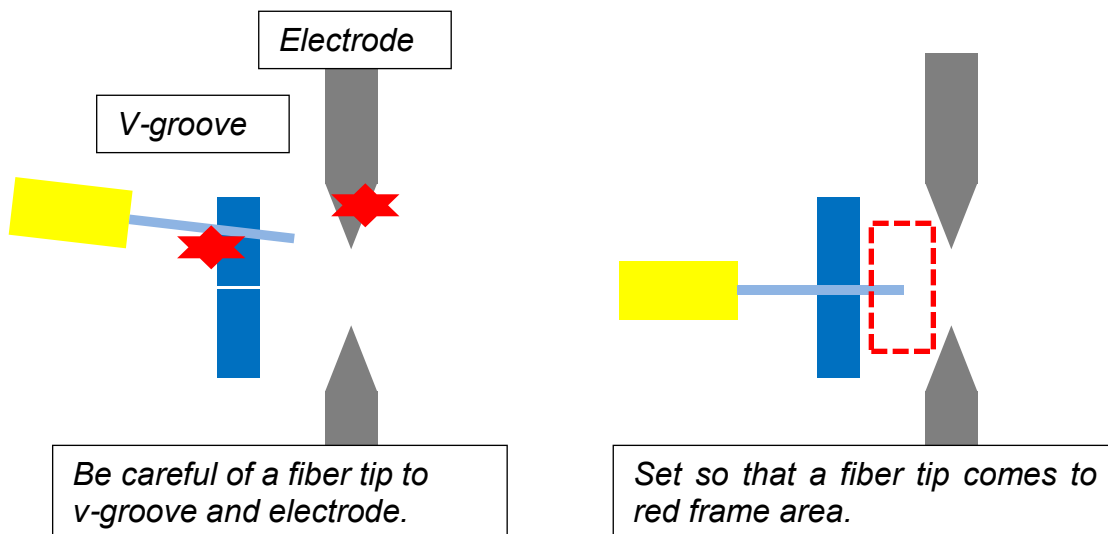 Electrode
V-groove
Be careful of a fiber tip to
v-groove and electrode.
Set so that a fiber tip comes to
red frame area.